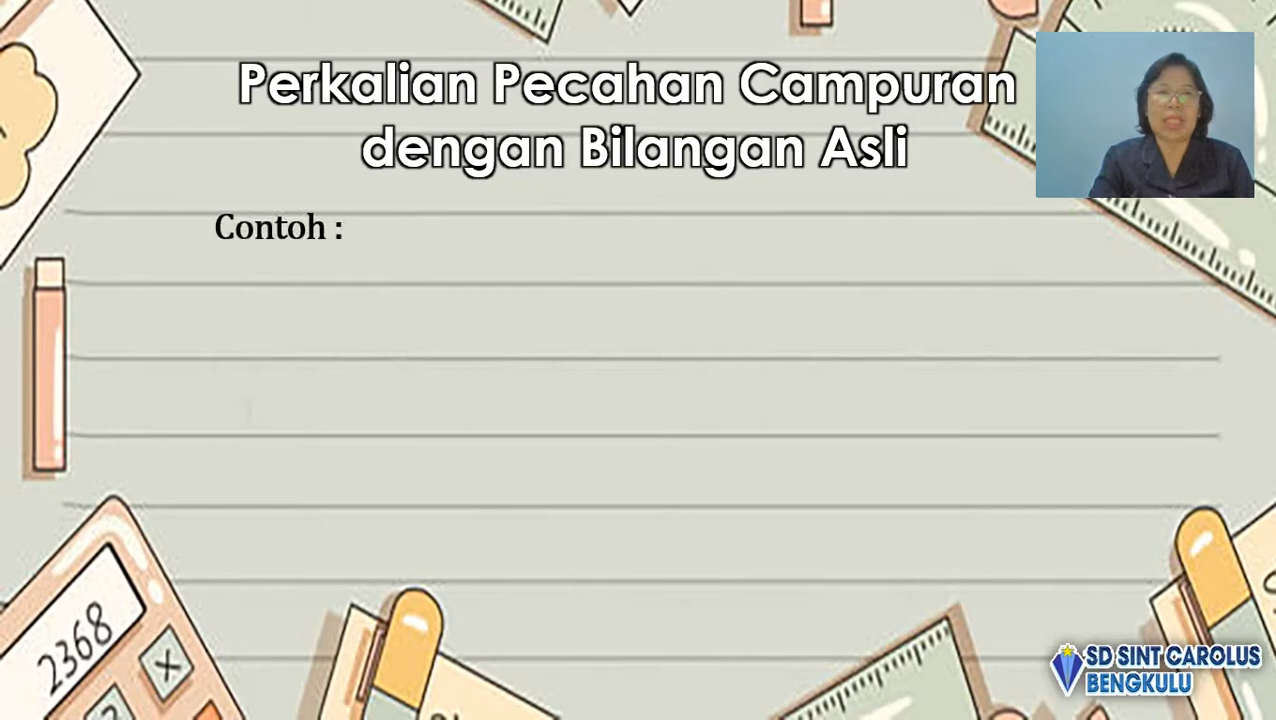 Perkalian Pecahan Campuran
dengan Bilangan Asli
Contoh :
2368
X
SD SINT CAROLUS
BENGKULU